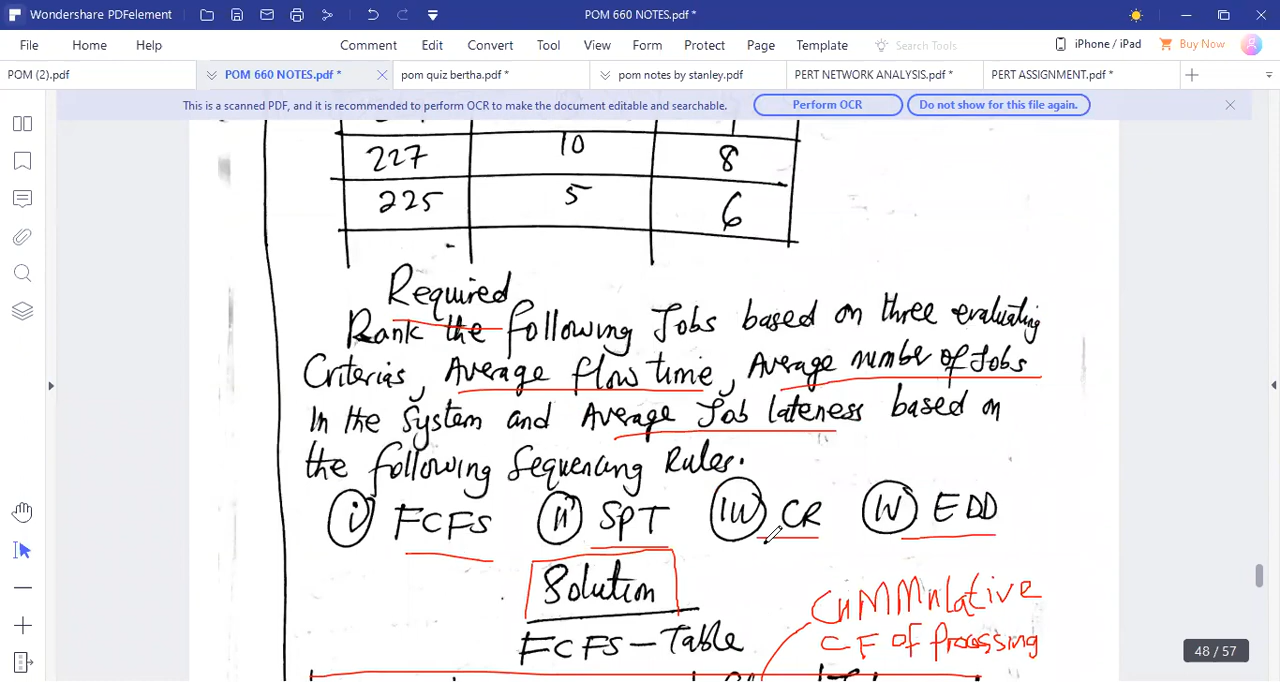 Wondershare PDFelement
POM 660 NOTES.pdf *
File Home Help Comment Edit Convert Tool View Form Protect Page Template Search Tools iPhone / iPad Buy Now
POM (2).pdf POM 660 NOTES.pdf * pom quiz bertha.pdf * pom notes by stanley.pdf PERT NETWORK ANALYSIS.pdf * PERT ASSIGNMENT.pdf *
This is a scanned PDF, and it is recommended to perform OCR to make the document editable and searchable. Perform OCR Do not show for this file again.
227 10 8
225 5 6
Required
Rank the following Jobs based on three evaluating
Criterias, Average flow time, Average number of Jobs
In the System and Average Job lateness based on
the following Sequencing Rules.
(i) FCFS (ii) SPT CR EDD
Solution
CuMMulative
FCFS - Table
CF of Processing
48 / 57